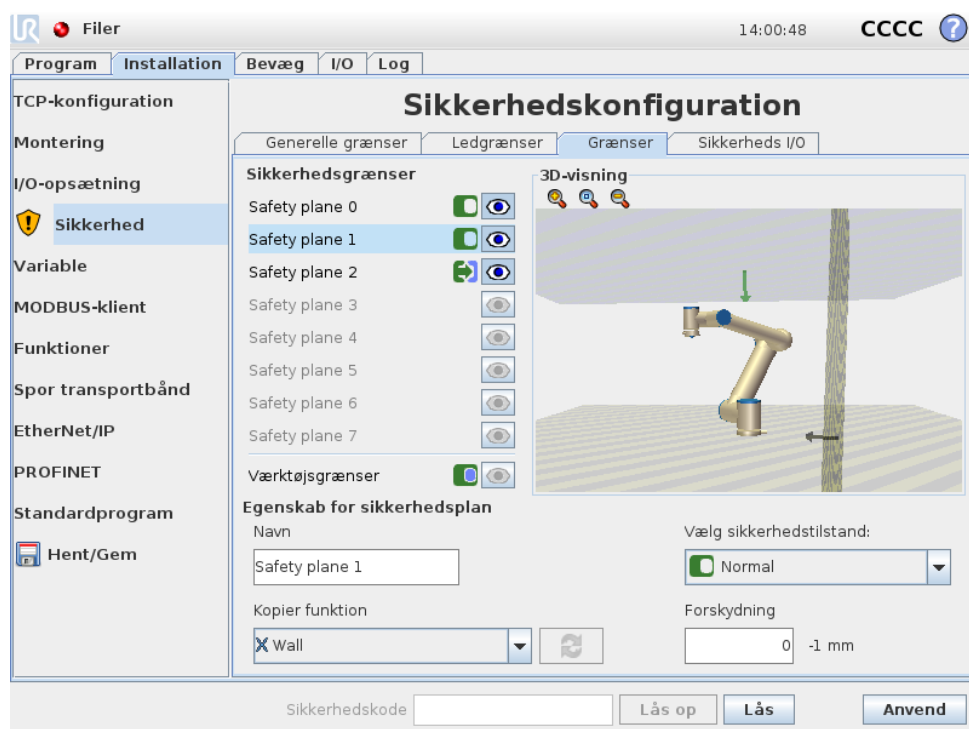 UR Filer 14:00:48 CCCC ?
Program Installation Bevæg I/O Log
TCP-konfiguration
Montering
I/O-opsætning
Sikkerhed
Variable
MODBUS-klient
Funktioner
Spor transportbånd
EtherNet/IP
PROFINET
Standardprogram
Hent/Gem
Sikkerhedskonfiguration
Generelle grænser Ledgrænser Grænser Sikkerheds I/O
Sikkerhedsgrænser
Safety plane 0
Safety plane 1
Safety plane 2
Safety plane 3
Safety plane 4
Safety plane 5
Safety plane 6
Safety plane 7
Værktøjsgrænser
3D-visning
Egenskab for sikkerhedsplan
Navn
Safety plane 1
Kopier funktion
Wall
Vælg sikkerhedstilstand:
Normal
Forskydning
0 -1 mm
Sikkerhedskode Lås op Lås Anvend